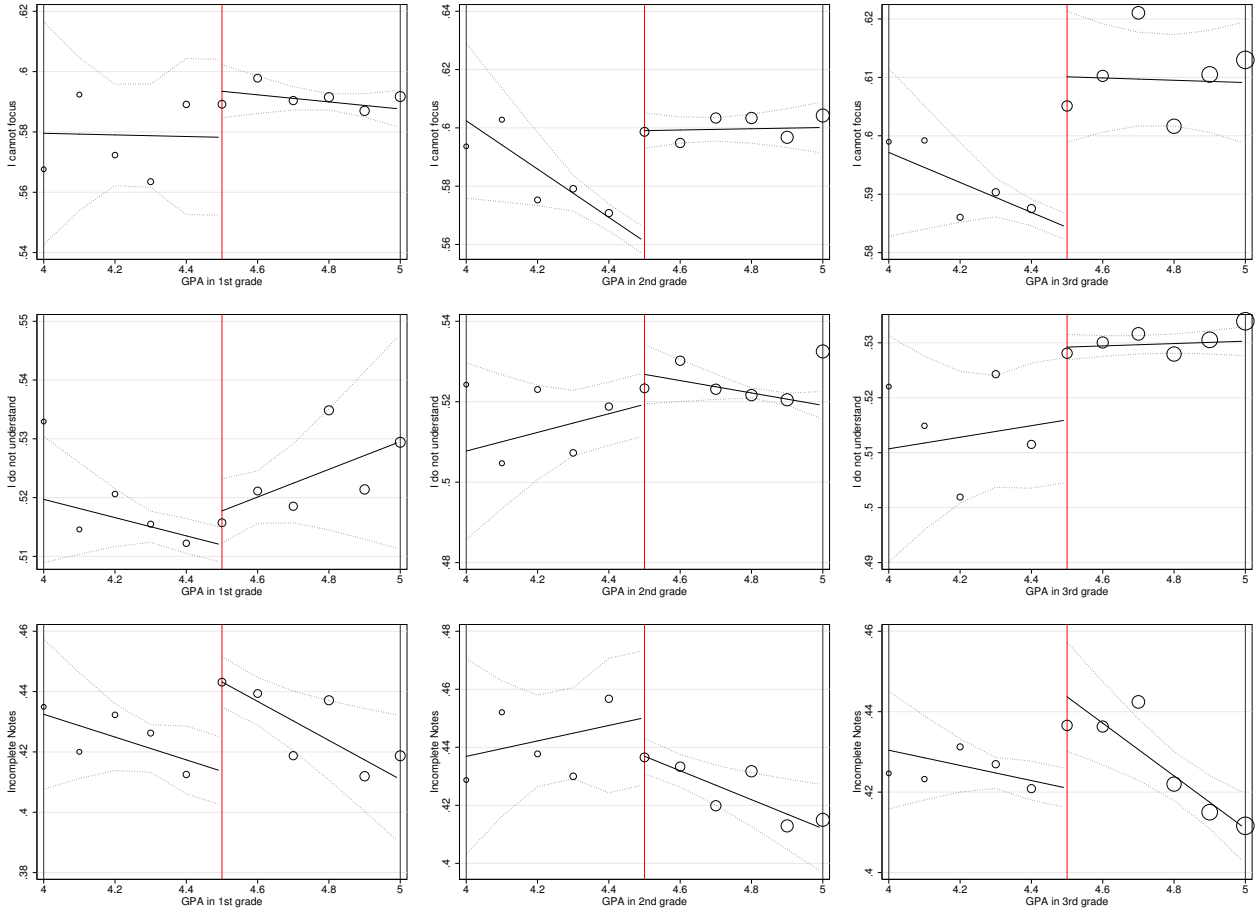 I cannot focus
.54 .56 .58 .6 .62
4 4.2 4.4 4.6 4.8 5
GPA in 1st grade
I cannot focus
.56 .58 .6 .62 .64
4 4.2 4.4 4.6 4.8 5
GPA in 2nd grade
I cannot focus
.58 .59 .6 .61 .62
4 4.2 4.4 4.6 4.8 5
GPA in 3rd grade
I do not understand
.51 .52 .53 .54 .55
4 4.2 4.4 4.6 4.8 5
GPA in 1st grade
I do not understand
.48 .5 .52 .54
4 4.2 4.4 4.6 4.8 5
GPA in 2nd grade
I do not understand
.49 .5 .51 .52 .53
4 4.2 4.4 4.6 4.8 5
GPA in 3rd grade
Incomplete Notes
.38 .4 .42 .44 .46
4 4.2 4.4 4.6 4.8 5
GPA in 1st grade
Incomplete Notes
.4 .42 .44 .46 .48
4 4.2 4.4 4.6 4.8 5
GPA in 2nd grade
Incomplete Notes
.4 .42 .44 .46
4 4.2 4.4 4.6 4.8 5
GPA in 3rd grade